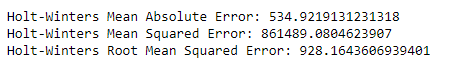 Holt-Winters Mean Absolute Error: 534.9219131231318
Holt-Winters Mean Squared Error: 861489.0804623907
Holt-Winters Root Mean Squared Error: 928.1643606939401